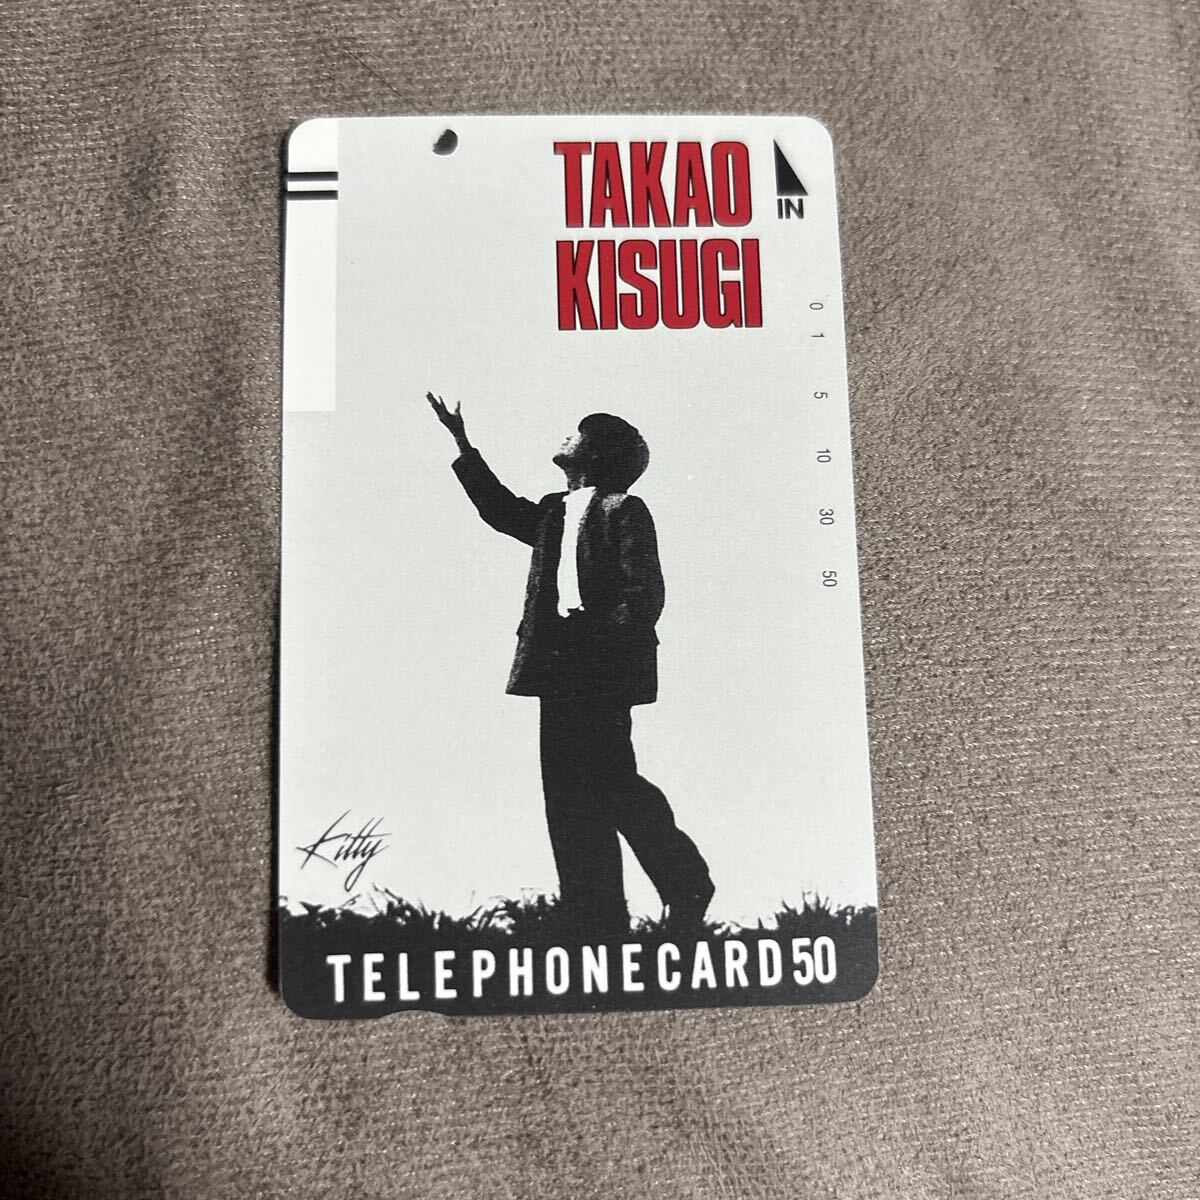 TAKAO
KISUGI
IN
0
1
5
10
30
50
Kitty
TELEPHONECARD50